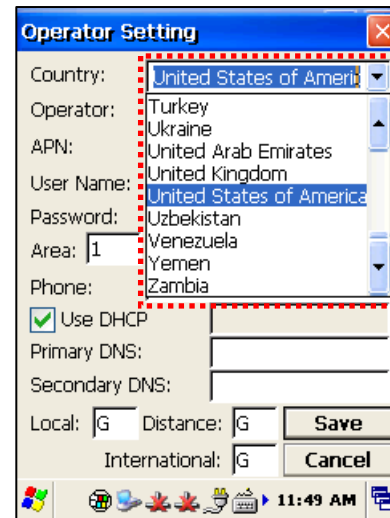 Operator Setting
Country: United States of Ameri
Operator:
Turkey
Ukraine
APN:
United Arab Emirates
User Name:
United Kingdom
United States of America
Password:
Uzbekistan
Area: 1
Venezuela
Yemen
Phone:
Zambia
Use DHCP
Primary DNS:
Secondary DNS:
Local: G Distance: G Save
International: G Cancel
11:49 AM